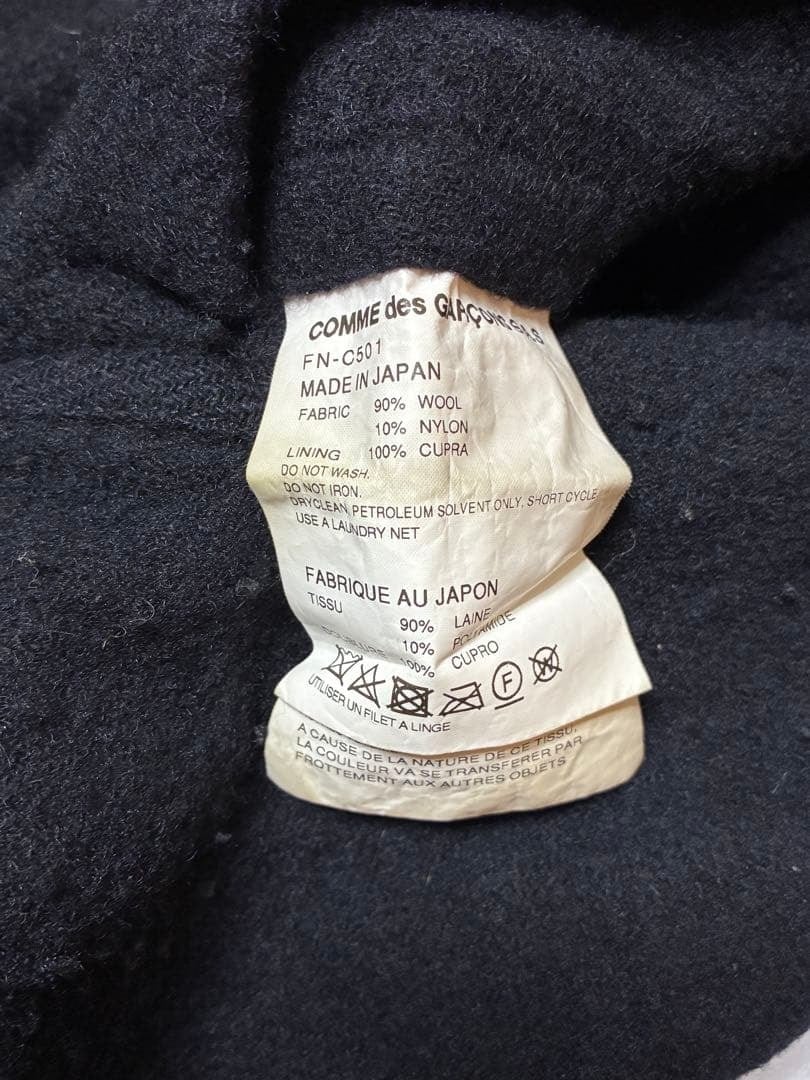 COMME des GARÇONS
FN-C501
MADE IN JAPAN
FABRIC 90% WOOL
10% NYLON
LINING 100% CUPRA
DO NOT WASH.
DO NOT IRON.
DRYCLEAN, PETROLEUM SOLVENT ONLY, SHORT CYCLE
USE A LAUNDRY NET
FABRIQUE AU JAPON
TISSU 90% LAINE
10% POLYAMIDE
DOUBLURE 100% CUPRO
F W
UTILISER UN FILET A LINGE
A CAUSE DE LA NATURE DE CE TISSU,
LA COULEUR VA SE TRANSFERER PAR
FROTTEMENT AUX AUTRES OBJETS